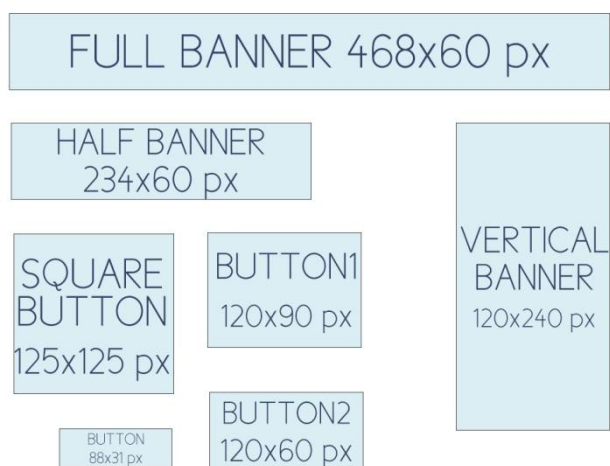 FULL BANNER 468x60 px
HALF BANNER
234x60 px
VERTICAL
BANNER
120x240 px
SQUARE
BUTTON
125x125 px
BUTTON1
120x90 px
BUTTON2
120x60 px
BUTTON
88x31 px